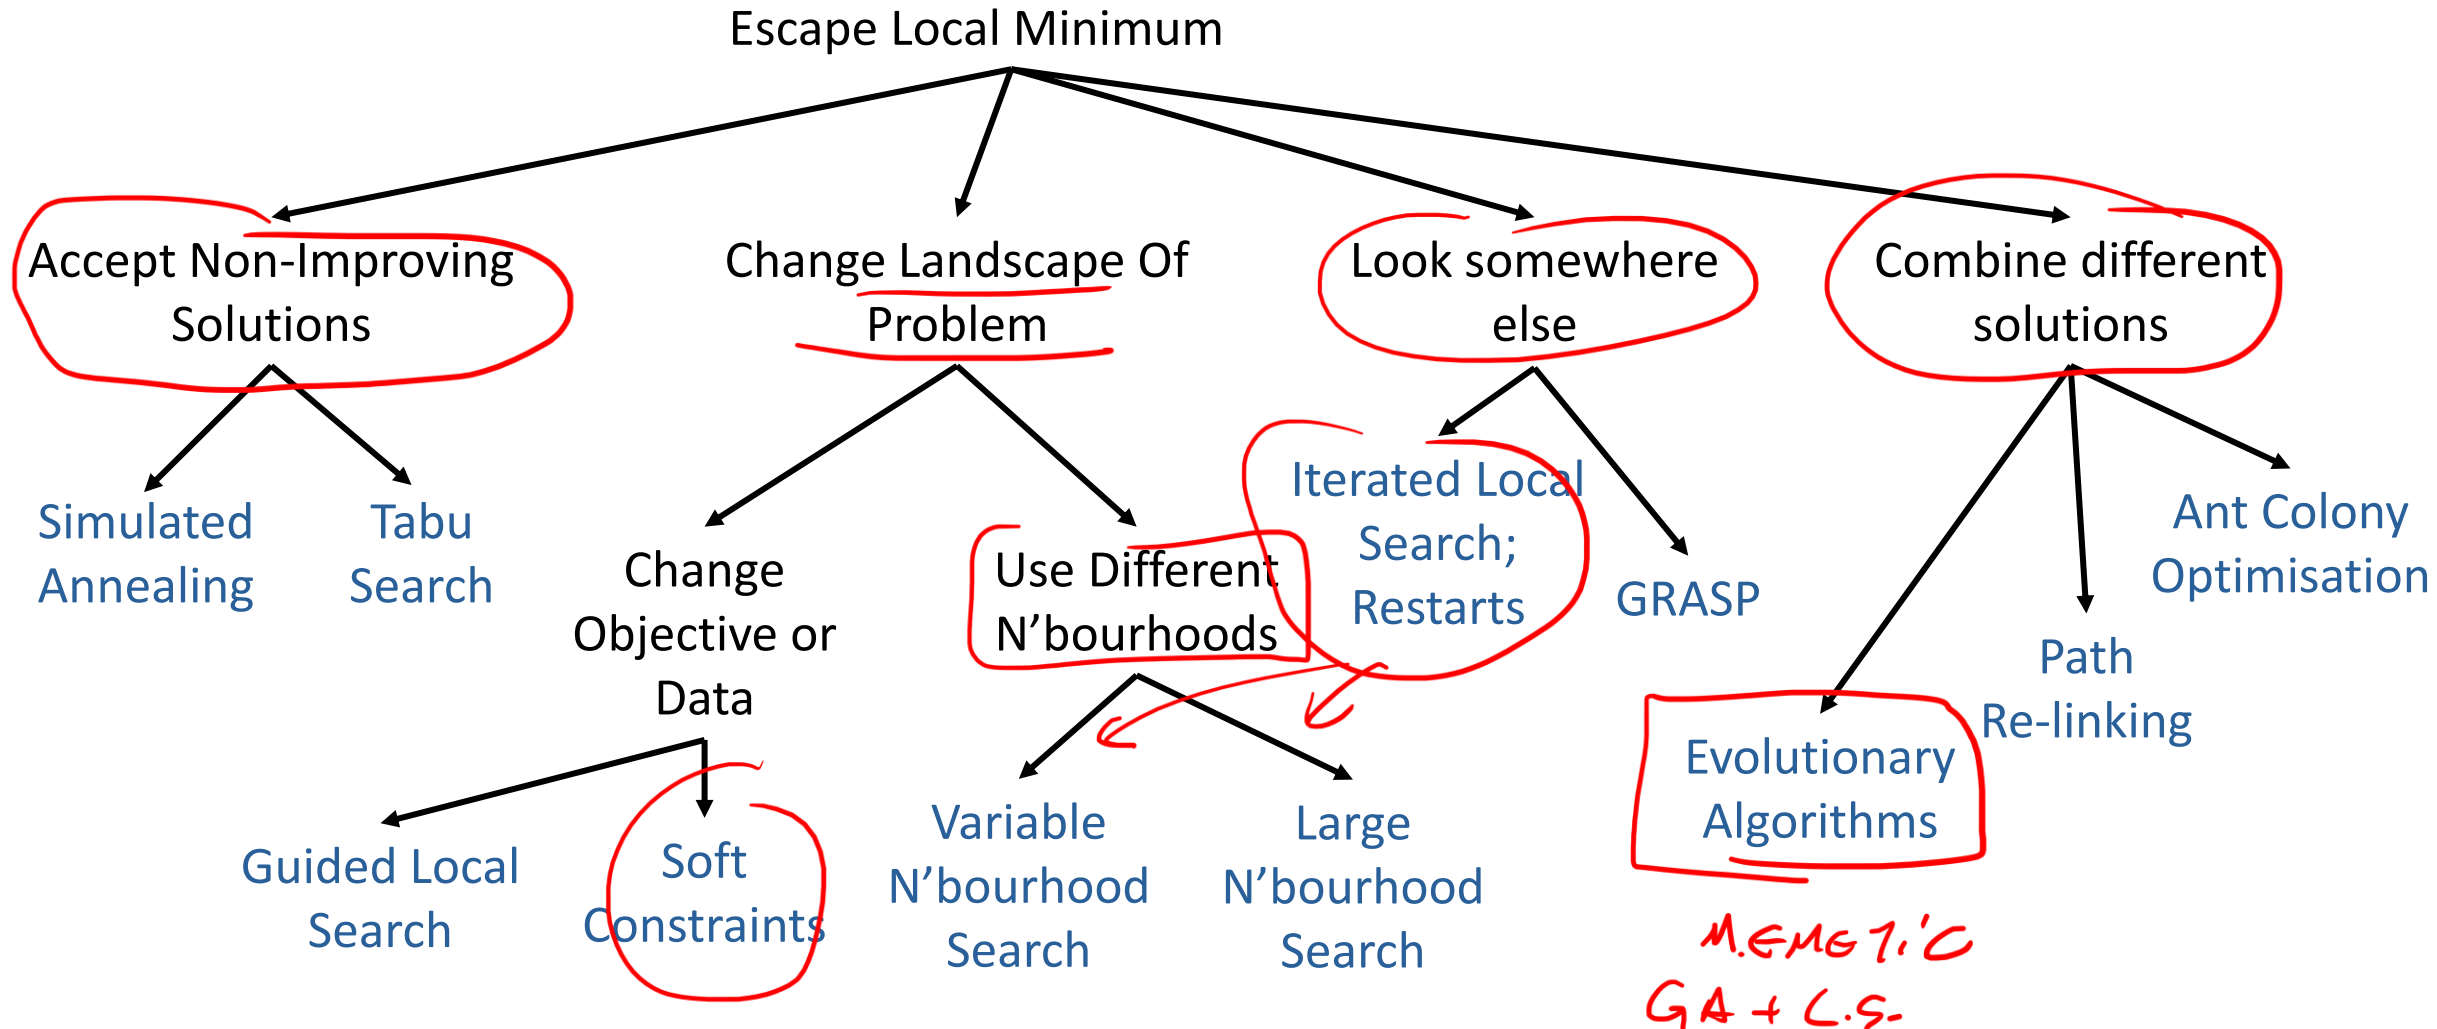 Escape Local Minimum
Accept Non-Improving
Solutions
Change Landscape Of
Problem
Look somewhere
else
Combine different
solutions
Simulated
Annealing
Tabu
Search
Change
Objective or
Data
Use Different
N’bourhoods
Iterated Local
Search;
Restarts
GRASP
Ant Colony
Optimisation
Path
Re-linking
Evolutionary
Algorithms
Guided Local
Search
Soft
Constraints
Variable
N’bourhood
Search
Large
N’bourhood
Search
MEMETIC
GA + L.S.